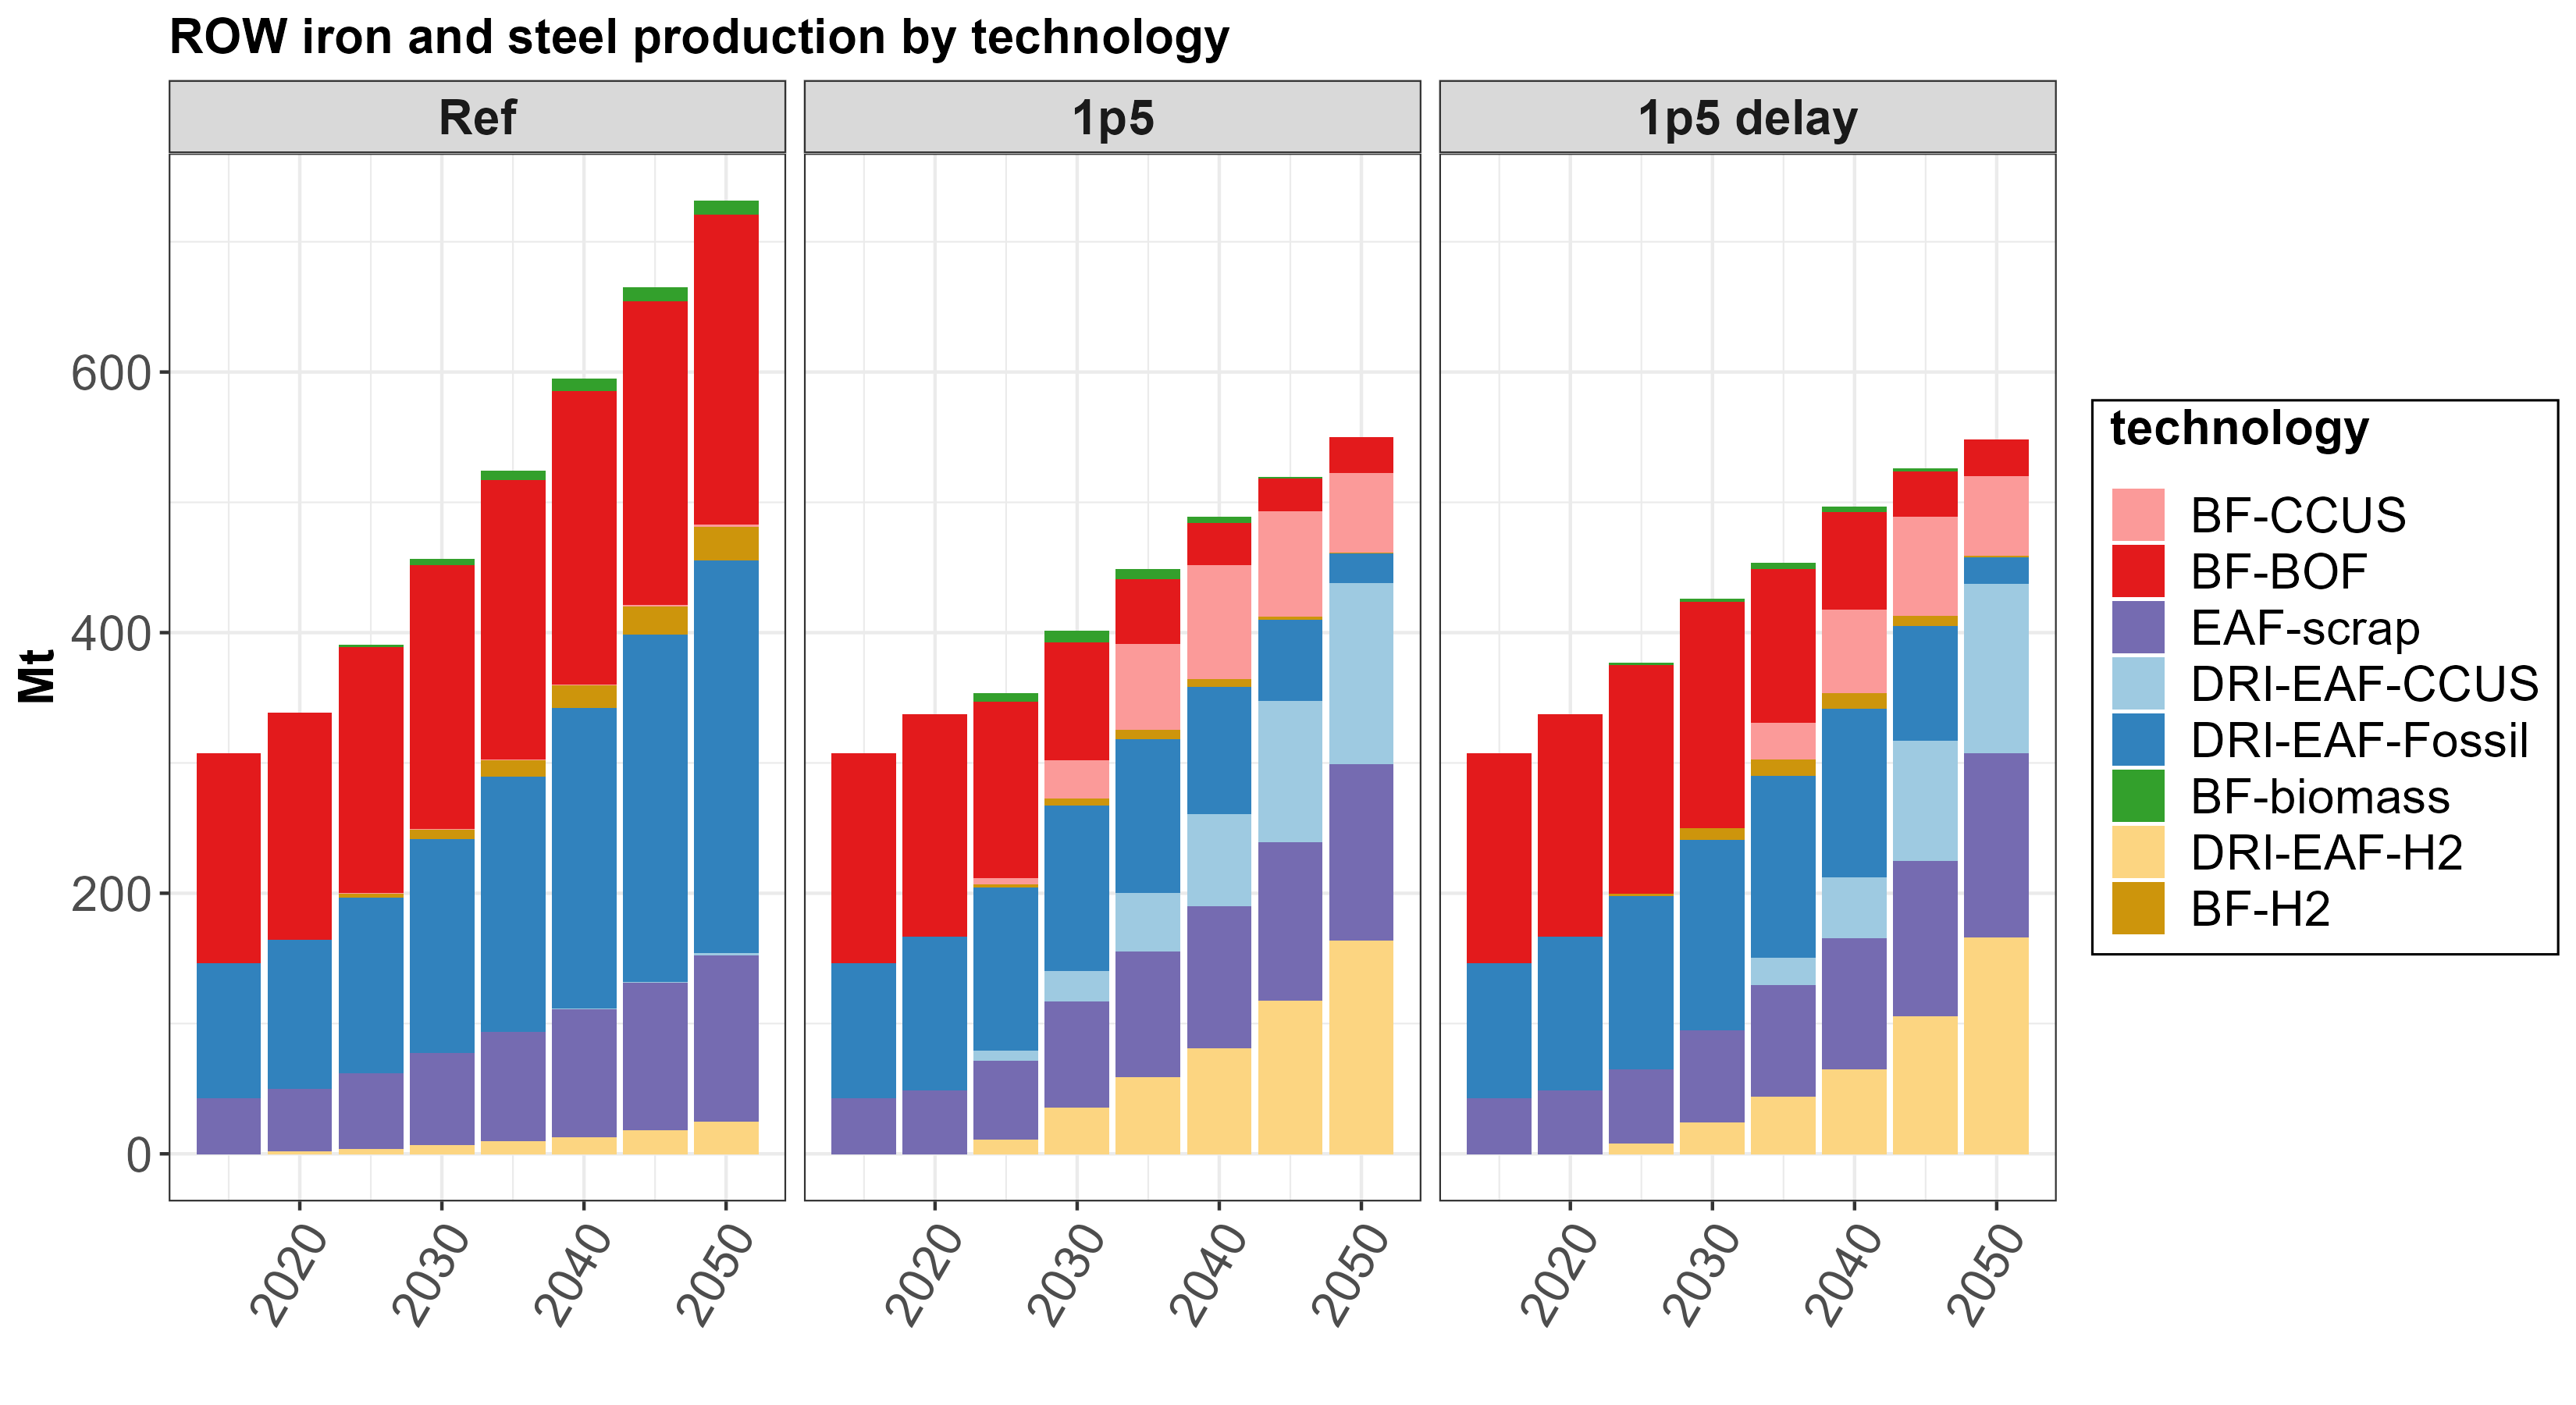 ROW iron and steel production by technology
Ref
1p5
1p5 delay
Mt
600
400
200
0
2020
2030
2040
2050
2020
2030
2040
2050
2020
2030
2040
2050
technology
BF-CCUS
BF-BOF
EAF-scrap
DRI-EAF-CCUS
DRI-EAF-Fossil
BF-biomass
DRI-EAF-H2
BF-H2